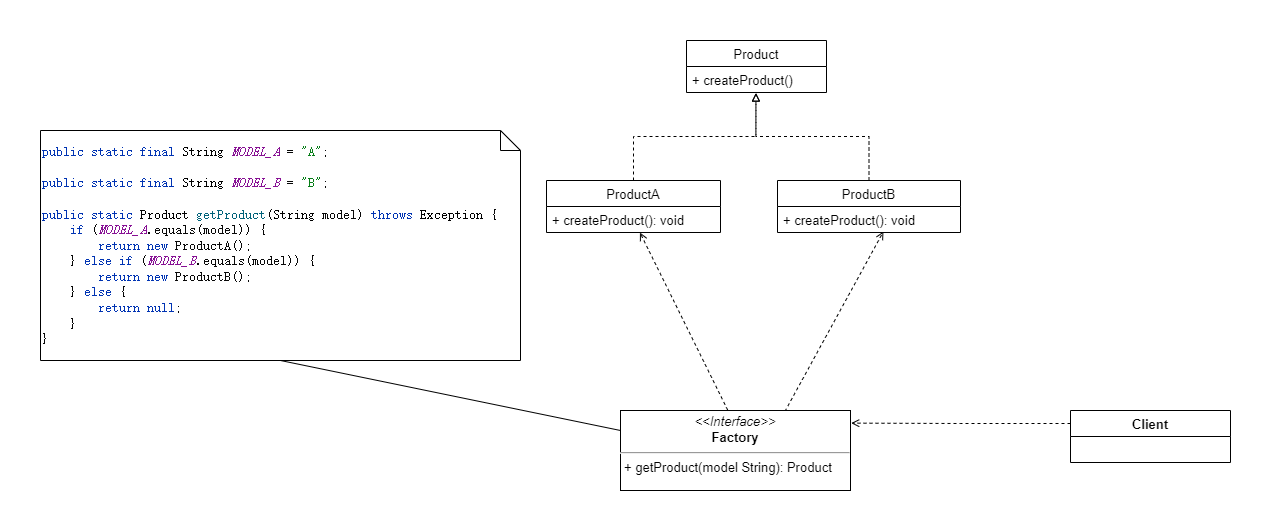 Product
+ createProduct()
public static final String MODEL_A = "A";
public static final String MODEL_B = "B";
public static Product getProduct(String model) throws Exception {
    if (MODEL_A.equals(model)) {
        return new ProductA();
    } else if (MODEL_B.equals(model)) {
        return new ProductB();
    } else {
        return null;
    }
}
ProductA
+ createProduct(): void
ProductB
+ createProduct(): void
<<Interface>>
Factory
+ getProduct(model String): Product
Client